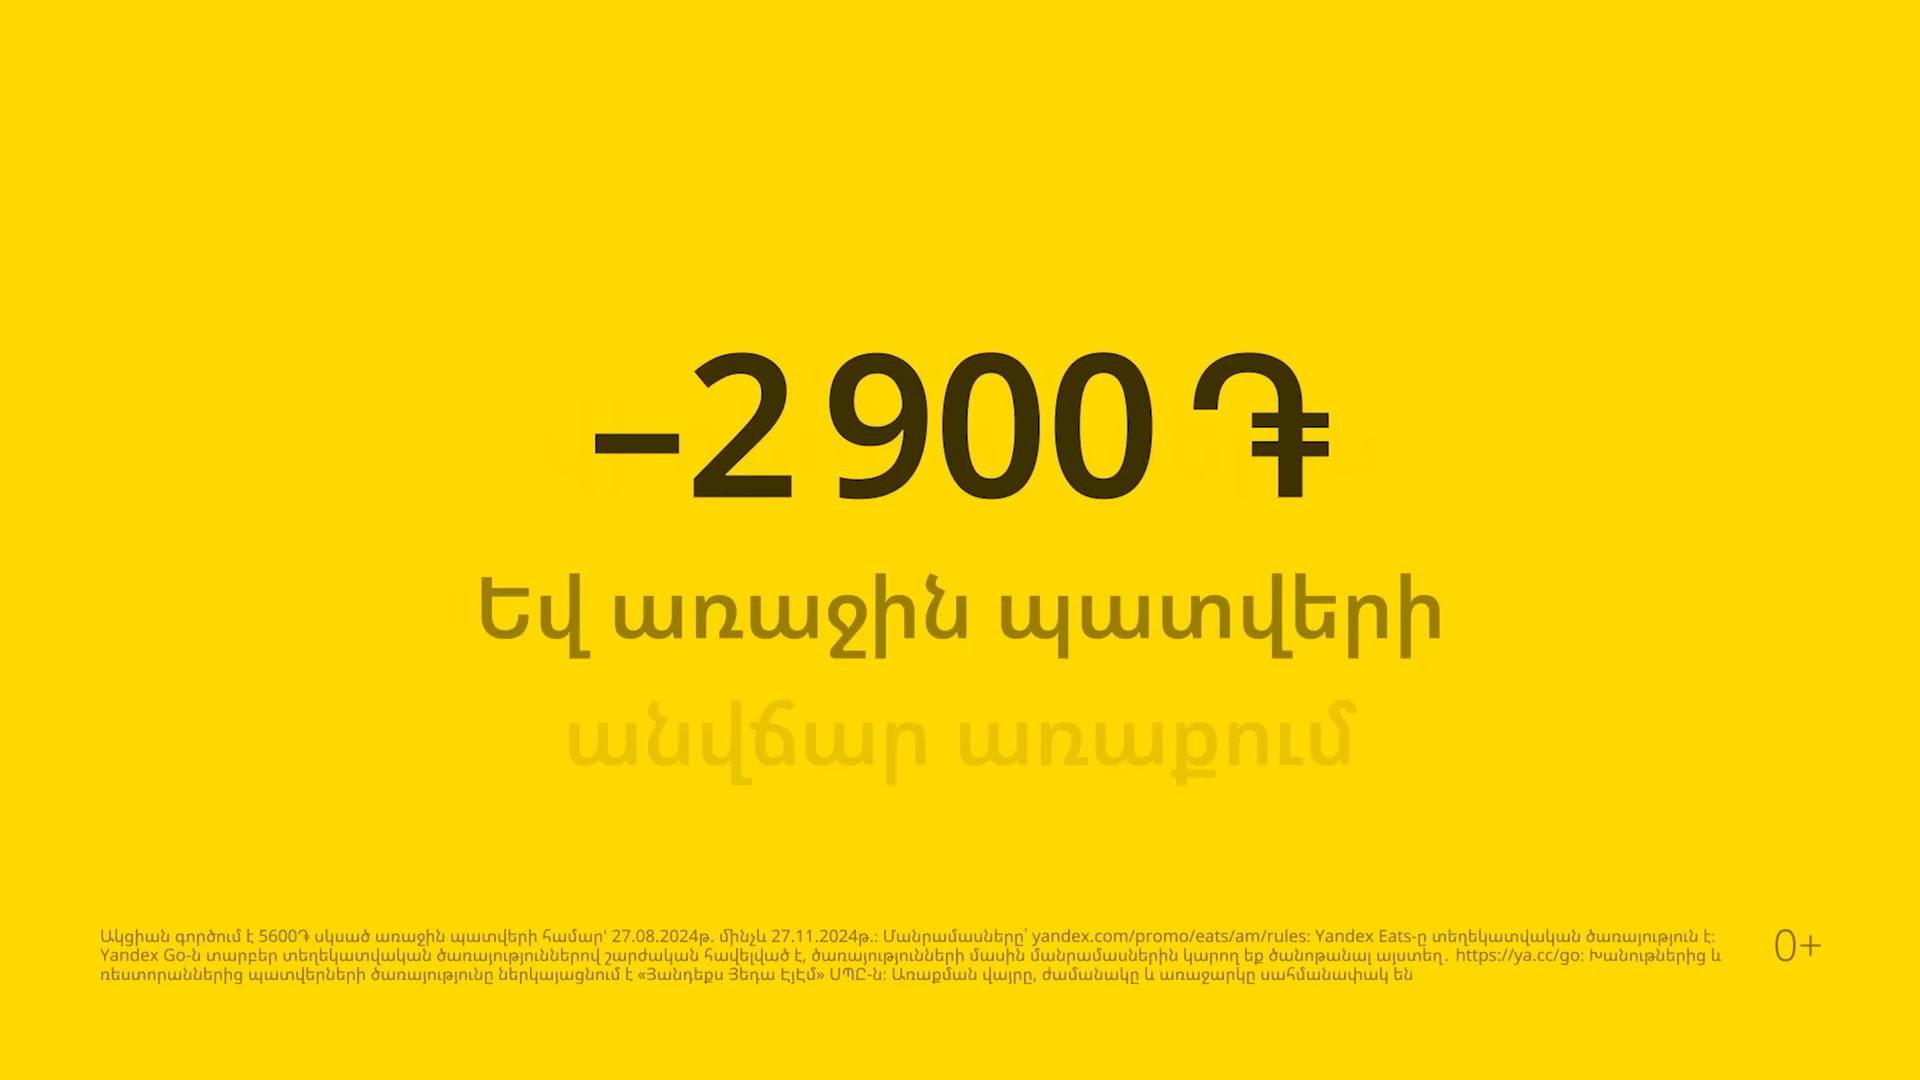 –2 900 ֏
Եվ առաջին պատվերի
անվճար առաքում
Ակցիան գործում է 5600֏ սկսած առաջին պատվերի համար' 27.08.2024թ. մինչև 27.11.2024թ.: Մանրամասները՝ yandex.com/promo/eats/am/rules: Yandex Eats-ը տեղեկատվական ծառայություն է:
Yandex Go-ն տարբեր տեղեկատվական ծառայություններով շարժական հավելված է, ծառայությունների մասին մանրամասներին կարող եք ծանոթանալ այստեղ․ https://ya.cc/go: Խանութներից և
ռեստորաններից պատվերների ծառայությունը ներկայացնում է «Յանդեքս Յեդա ԷյԷմ» ՍՊԸ-ն: Առաքման վայրը, ժամանակը և առաջարկը սահմանափակ են
0+